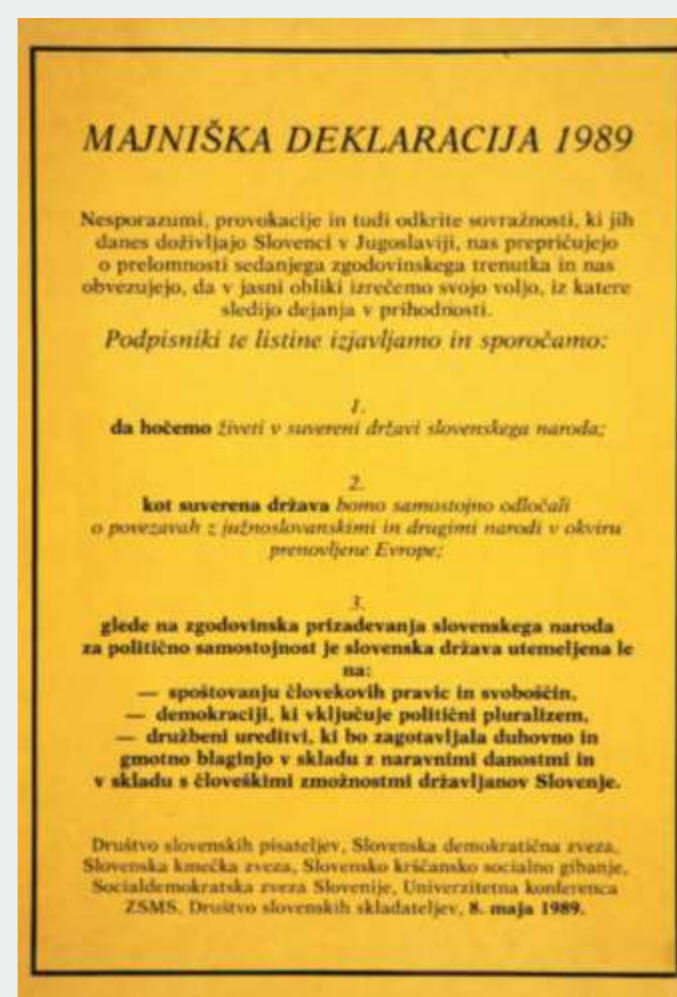 MAJNIŠKA DEKLARACIJA 1989
Nesporazumi, provokacije in tudi odkrite sovražnosti, ki jih
danes doživljajo Slovenci v Jugoslaviji, nas prepričujejo
o prelomnosti sedanjega zgodovinskega trenutka in nas
obvezujejo, da v jasni obliki izrečemo svojo voljo, iz katere
sledijo dejanja v prihodnosti.
Podpisniki te listine izjavljamo in sporočamo:
1.
da hočemo živeti v suvereni državi slovenskega naroda;
2.
kot suverena država bomo samostojno odločali
o povezavah z južnoslovanskimi in drugimi narodi v okviru
prenovljene Evrope;
3.
glede na zgodovinska prizadevanja slovenskega naroda
za politično samostojnost je slovenska država utemeljena le
na:
— spoštovanju človekovih pravic in svoboščin,
— demokraciji, ki vključuje politični pluralizem,
— družbeni ureditvi, ki bo zagotavljala duhovno in
gmotno blaginjo v skladu z naravnimi danostmi in
v skladu s človeškimi zmožnostmi državljanov Slovenje.
Društvo slovenskih pisateljev, Slovenska demokratična zveza,
Slovenska kmečka zveza, Slovensko krščansko socialno gibanje,
Socialdemokratska zveza Slovenije, Univerzitetna konferenca
ZSMS, Društvo slovenskih skladateljev, 8. maja 1989.